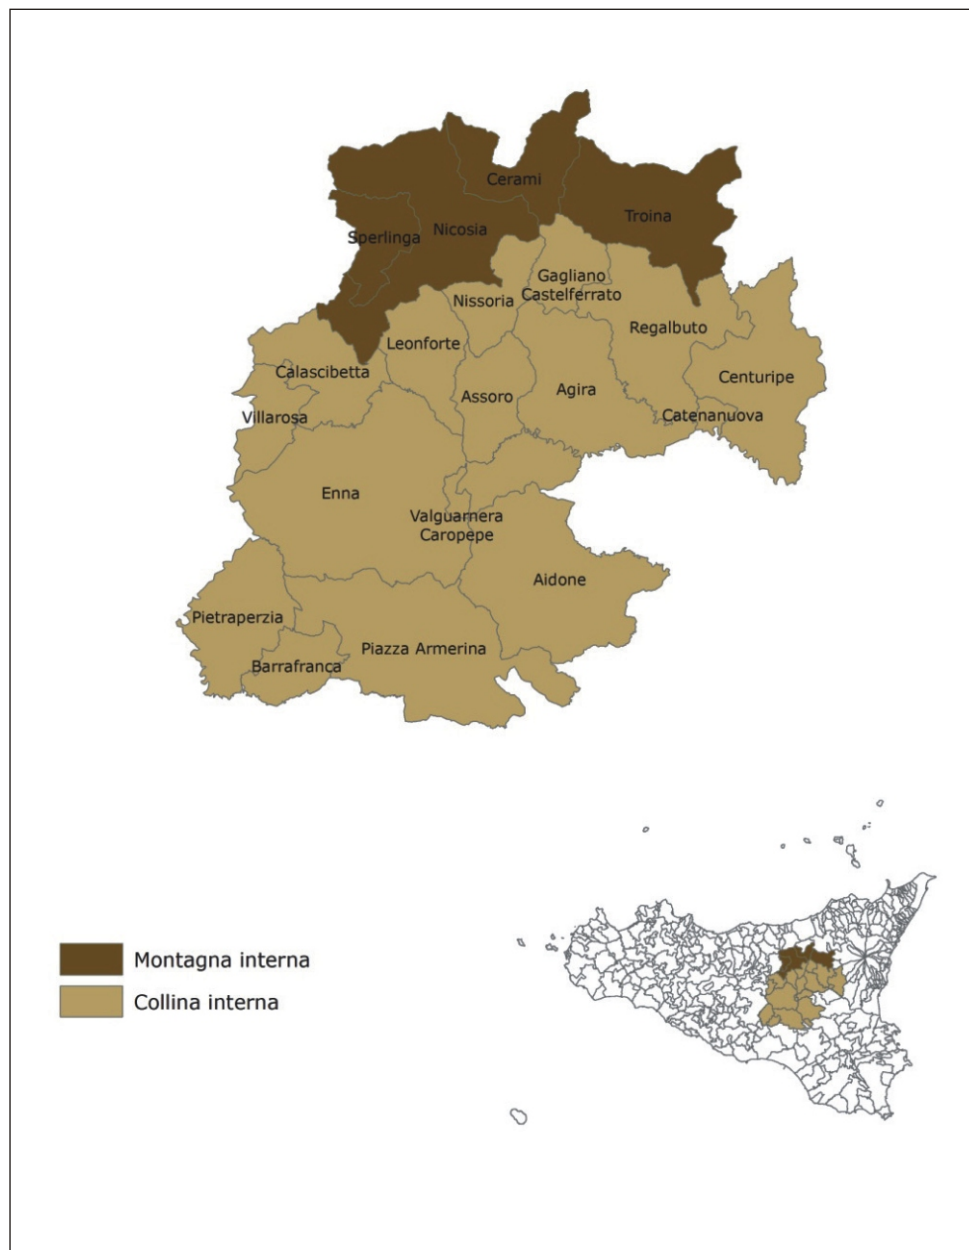 Cerami
Troina
Nicosia
Sperlinga
Gagliano
Castelferrato
Nissoria
Regalbuto
Leonforte
Calascibetta
Centuripe
Assoro
Agira
Villarosa
Catenanuova
Enna
Valguarnera
Caropepe
Aidone
Pietraperzia
Piazza Armerina
Barrafranca
Montagna interna
Collina interna